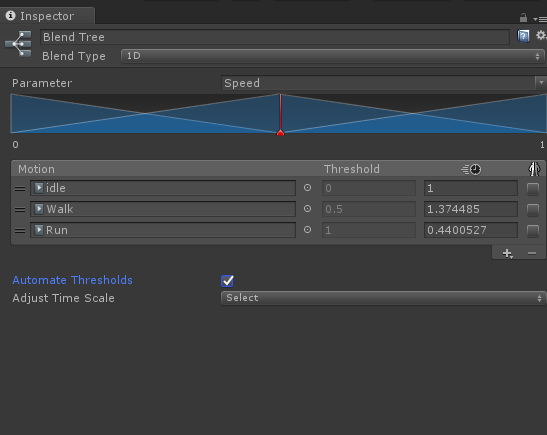 Inspector
Blend Tree
Blend Type 1D
Parameter Speed
0 1
Motion Threshold
idle 0 1
Walk 0.5 1.374485
Run 1 0.4400527
Automate Thresholds
Adjust Time Scale Select